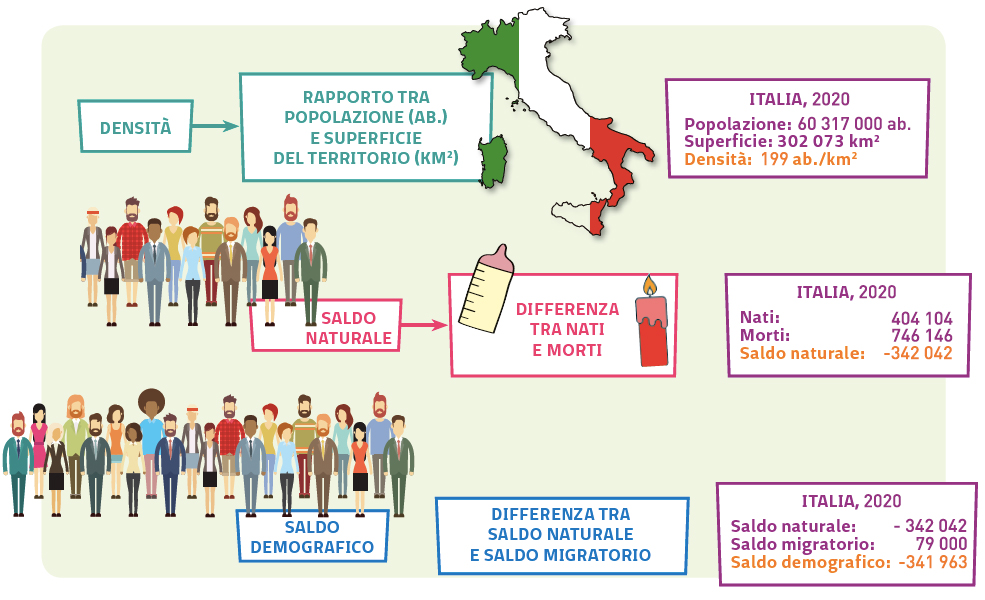 DENSITÀ
RAPPORTO TRA
POPOLAZIONE (AB.)
E SUPERFICIE
DEL TERRITORIO (KM²)
ITALIA, 2020
Popolazione: 60 317 000 ab.
Superficie: 302 073 km²
Densità: 199 ab./km²
SALDO
NATURALE
DIFFERENZA
TRA NATI
E MORTI
ITALIA, 2020
Nati: 404 104
Morti: 746 146
Saldo naturale: -342 042
SALDO
DEMOGRAFICO
DIFFERENZA TRA
SALDO NATURALE
E SALDO MIGRATORIO
ITALIA, 2020
Saldo naturale: - 342 042
Saldo migratorio: 79 000
Saldo demografico: -341 963